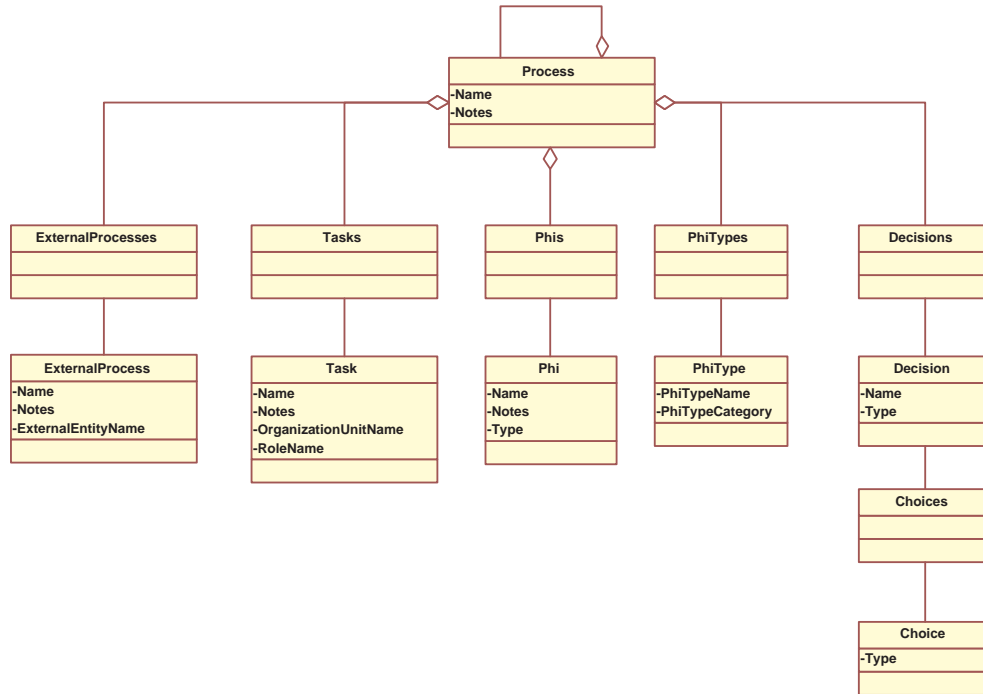 Process
-Name
-Notes
ExternalProcesses
Tasks
Phis
PhiTypes
Decisions
ExternalProcess
-Name
-Notes
-ExternalEntityName
Task
-Name
-Notes
-OrganizationUnitName
-RoleName
Phi
-Name
-Notes
-Type
PhiType
-PhiTypeName
-PhiTypeCategory
Decision
-Name
-Type
Choices
Choice
-Type